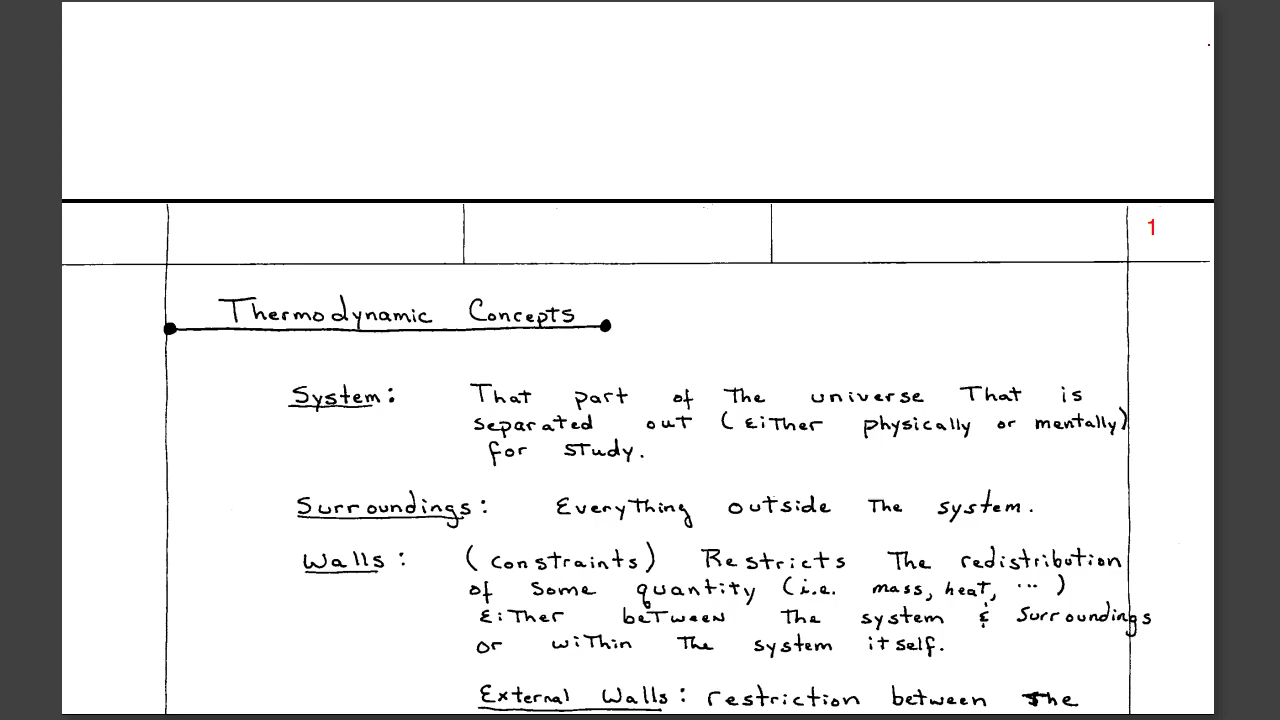 1
Thermodynamic Concepts
System: That part of the universe that is
separated out (either physically or mentally)
for study.
Surroundings: Everything outside the system.
Walls: (constraints) Restricts the redistribution
of some quantity (i.e. mass, heat, ...)
either between the system & surroundings
or within the system itself.
External Walls: restriction between the